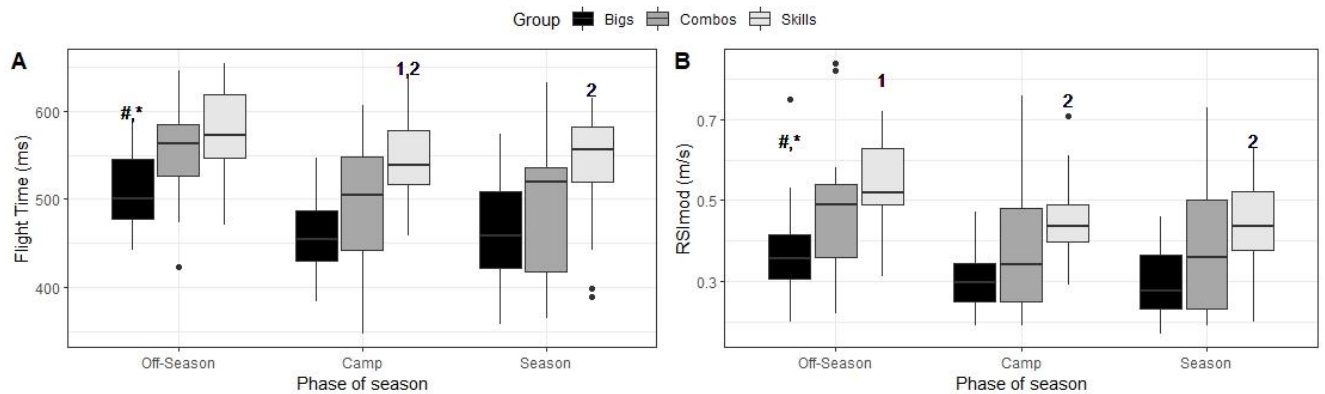 Group Bigs Combos Skills
A
B
Flight Time (ms)
600
500
400
#,*
1,2
2
Off-Season Camp Season
Phase of season
RSImod (m/s)
0.7
0.5
0.3
#,*
1
2
2
Off-Season Camp Season
Phase of season